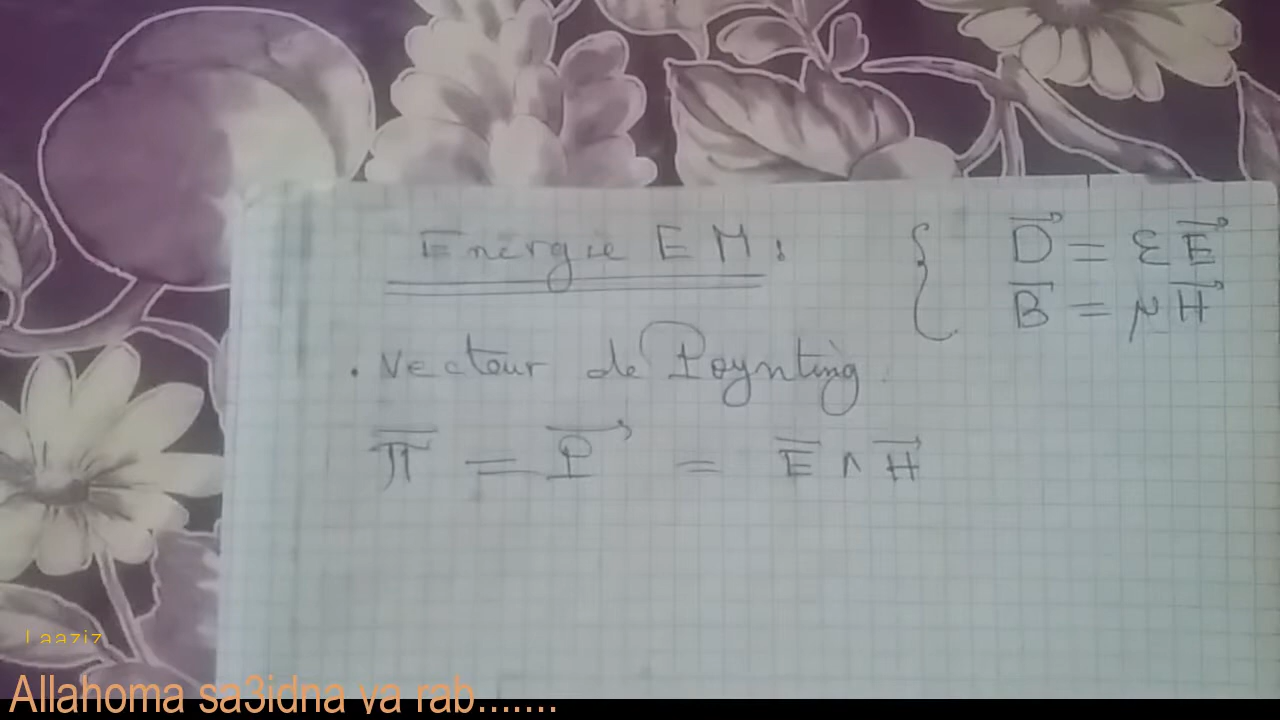 Energie EM :
{ D⃗ = εE⃗
B⃗ = μH⃗
. Vecteur de Poynting.
π⃗ = P⃗ = E⃗ ∧ H⃗
Laaziz
Allahoma sa3idna ya rab.......